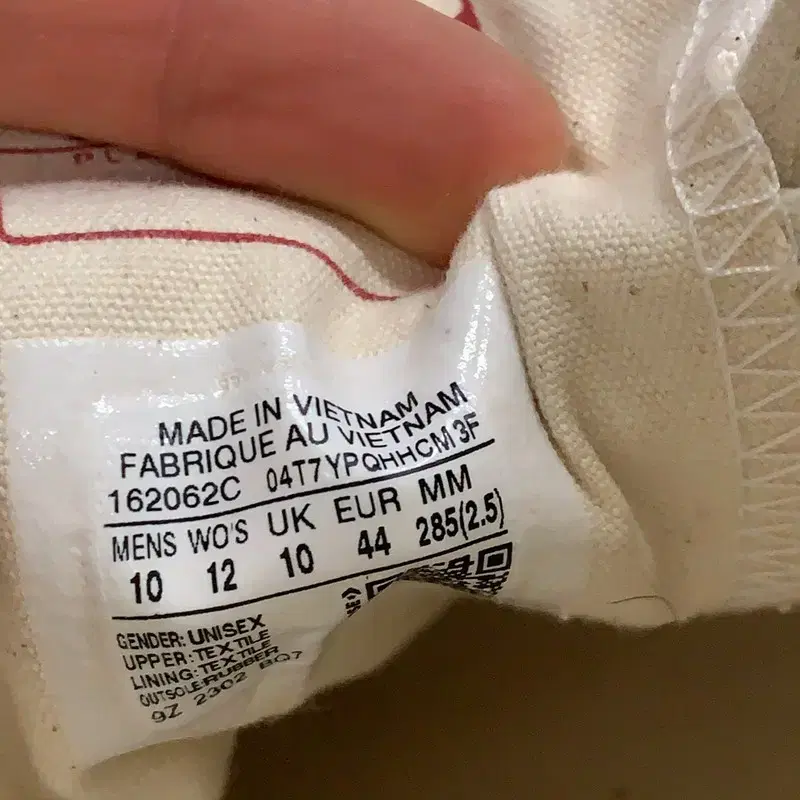 MADE IN VIETNAM
FABRIQUE AU VIETNAM
162062C 04T7YPQHHCM 3F
MENS WO'S UK EUR MM
10 12 10 44 285(2.5)
GENDER: UNISEX
UPPER: TEXTILE
LINING: TEXTILE
OUTSOLE: RUBBER
9Z 2302 BQ7